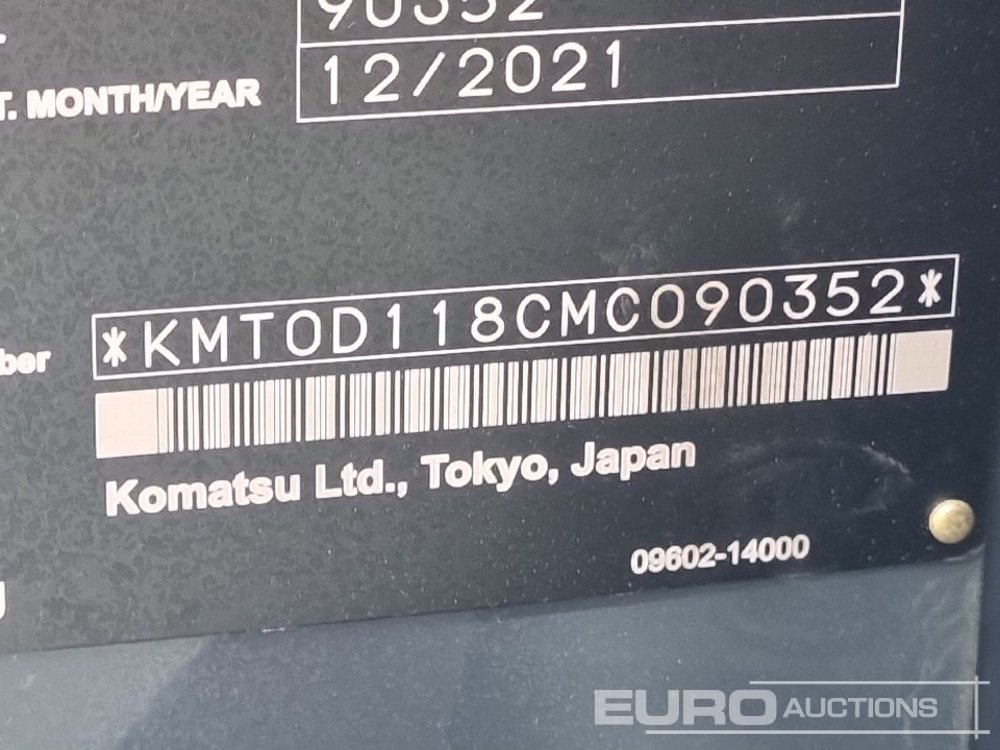 90352
T. MONTH/YEAR 12/2021
ber *KMT0D118CMC090352*
Komatsu Ltd., Tokyo, Japan
09602-14000
EURO AUCTIONS